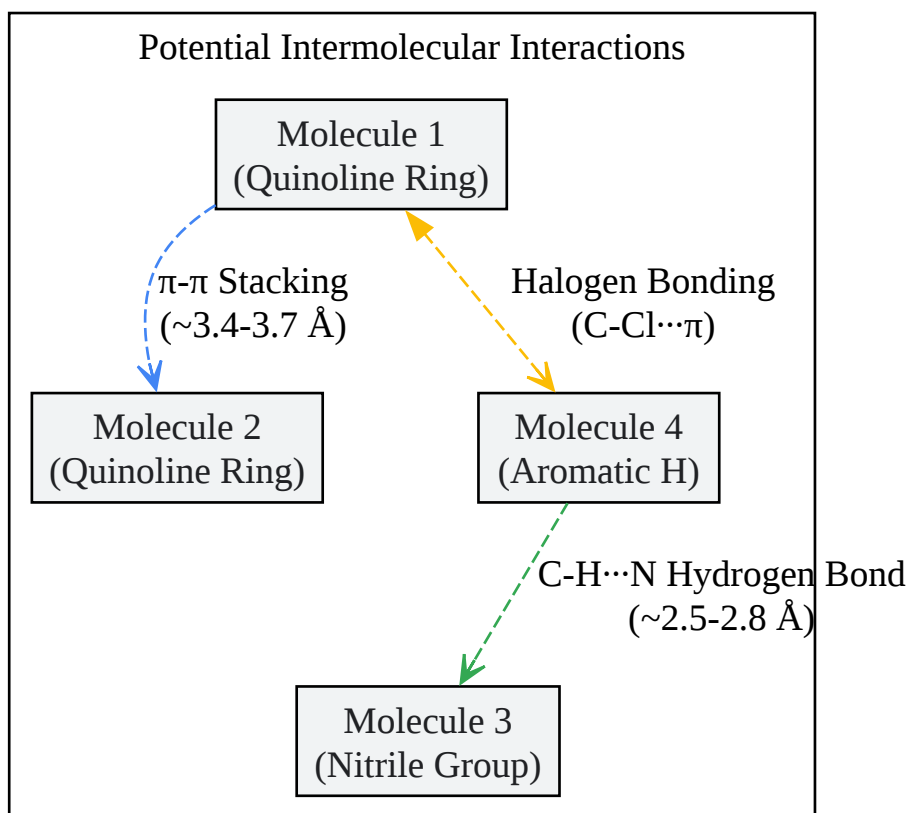 Potential Intermolecular Interactions
Molecule 1
(Quinoline Ring)
π-π Stacking
(~3.4-3.7 Å)
Halogen Bonding
(C-Cl···π)
Molecule 2
(Quinoline Ring)
Molecule 4
(Aromatic H)
C-H···N Hydrogen Bond
(~2.5-2.8 Å)
Molecule 3
(Nitrile Group)